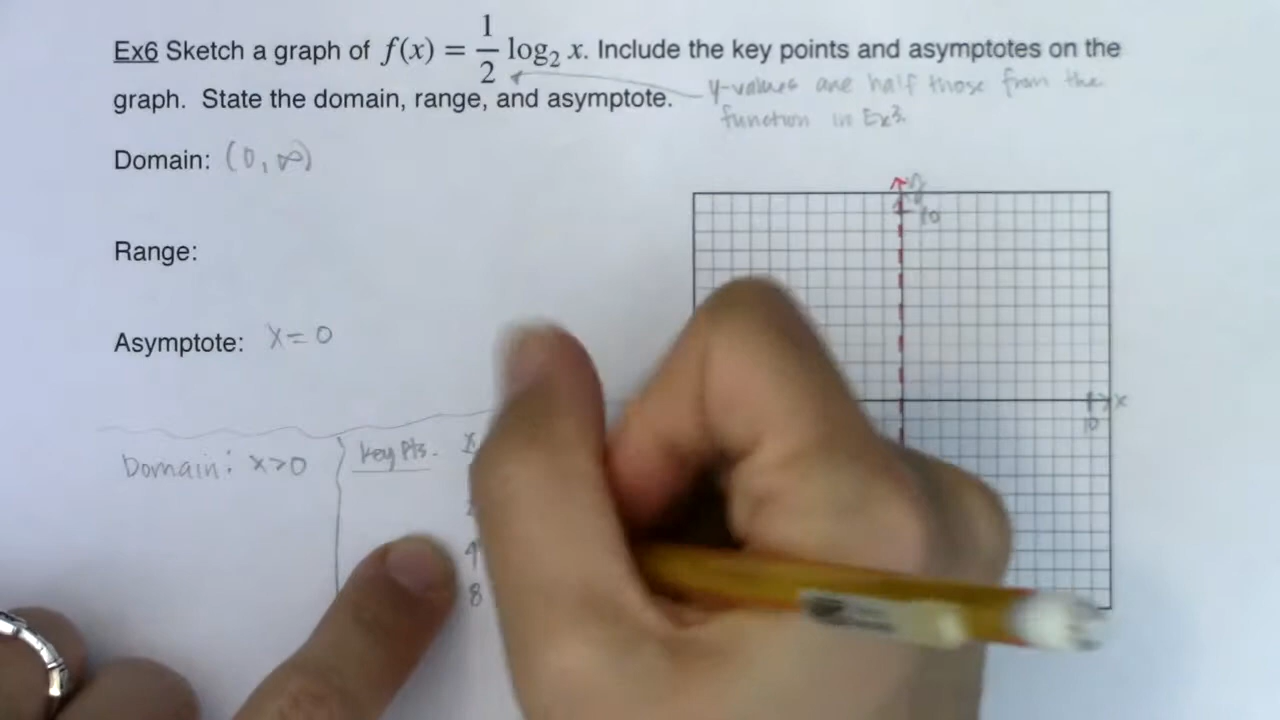 Ex6 Sketch a graph of f(x) = 1/2 log₂ x. Include the key points and asymptotes on the
graph. State the domain, range, and asymptote.
y-values are half those from the
function in Ex3.
Domain: (0, ∞)
Range:
Asymptote: x = 0
Domain: x>0
Key Pts. x
4
8
y
10
x
10